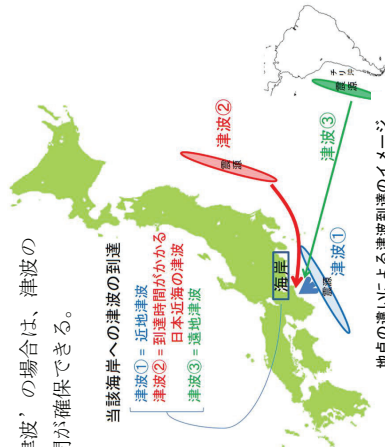 波’の場合は、津波の
間が確保できる。
当該海岸への津波の到達
津波①= 近地津波
津波②= 到達時間がかかる
日本近海の津波
津波③= 遠地津波
津波②
震源
海岸
津波①
震源
津波③
チリ沖
震源
地点の違いによる津波到達のイメージ